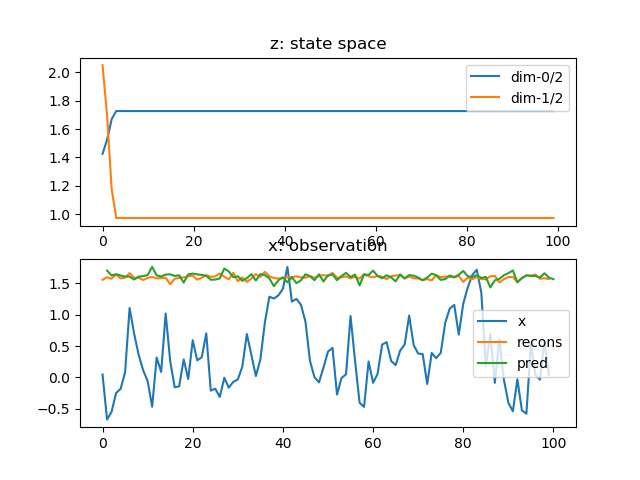 z: state space
2.0
1.8
1.6
1.4
1.2
1.0
dim-0/2
dim-1/2
0 20 40 60 80 100
x: observation
1.5
1.0
0.5
0.0
−0.5
x
recons
pred
0 20 40 60 80 100